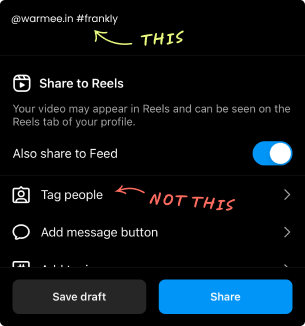 @warmee.in #frankly
THIS
Share to Reels
Your video may appear in Reels and can be seen on the
Reels tab of your profile.
Also share to Feed
Tag people
NOT THIS
Add message button
Save draft
Share